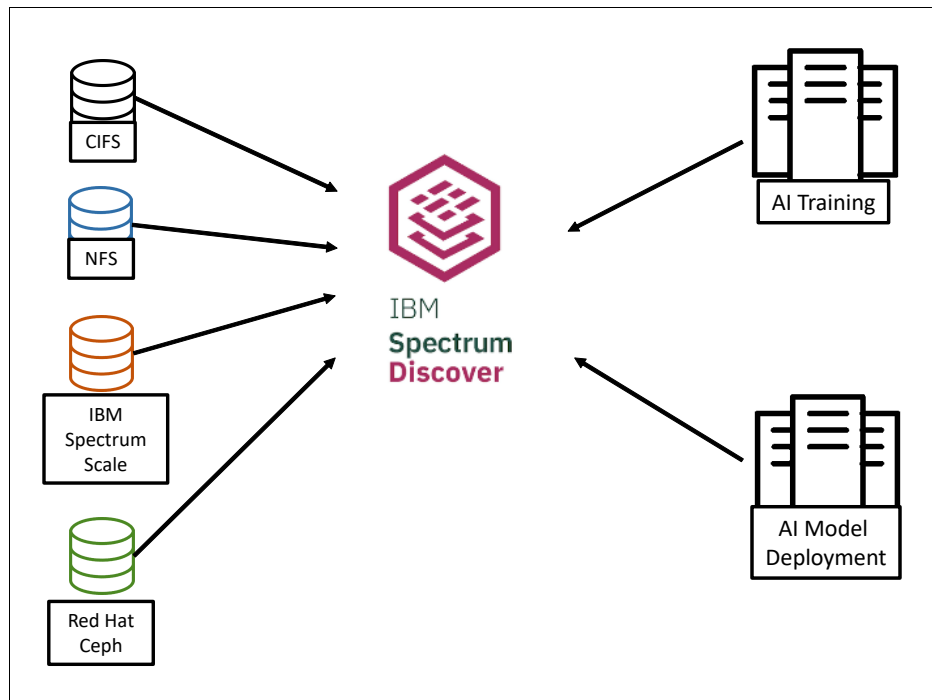 CIFS
NFS
IBM
Spectrum
Scale
Red Hat
Ceph
IBM
Spectrum
Discover
AI Training
AI Model
Deployment